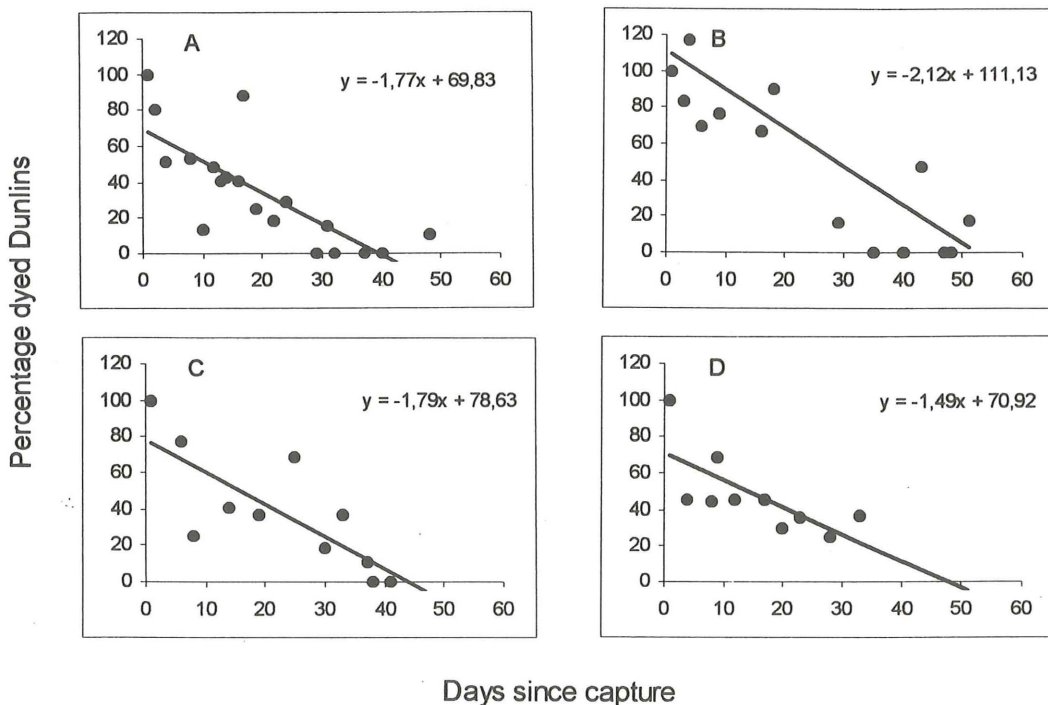 Percentage dyed Dunlins
A
y = -1,77x + 69,83
120
100
80
60
40
20
0
0 10 20 30 40 50 60
B
y = -2,12x + 111,13
120
100
80
60
40
20
0
0 10 20 30 40 50 60
C
y = -1,79x + 78,63
120
100
80
60
40
20
0
0 10 20 30 40 50 60
D
y = -1,49x + 70,92
120
100
80
60
40
20
0
0 10 20 30 40 50 60
Days since capture